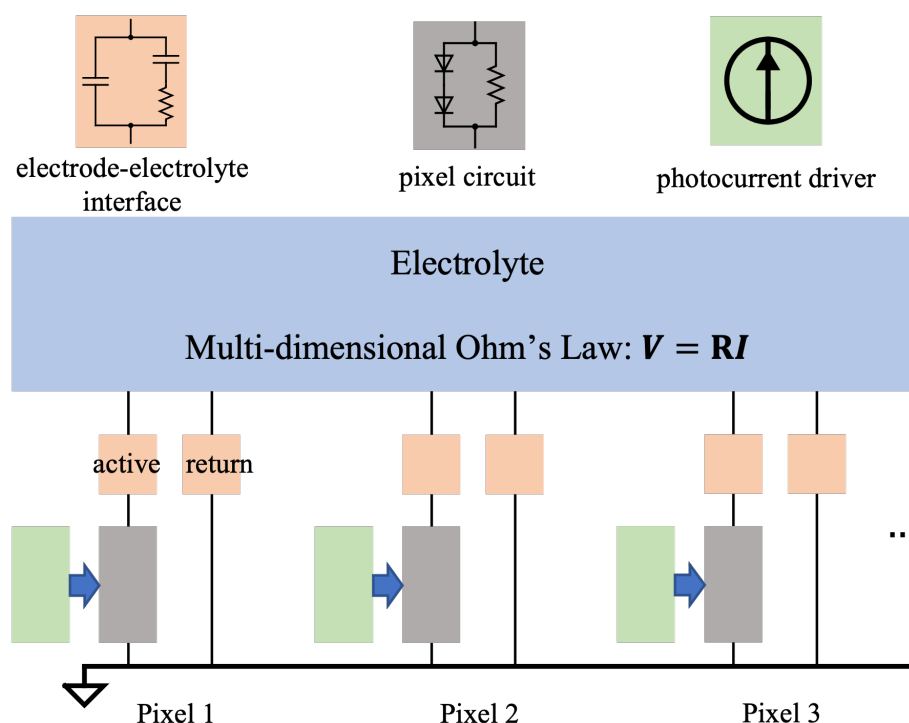 electrode-electrolyte
interface
pixel circuit
photocurrent driver
Electrolyte
Multi-dimensional Ohm's Law: V = RI
active
return
..
Pixel 1
Pixel 2
Pixel 3